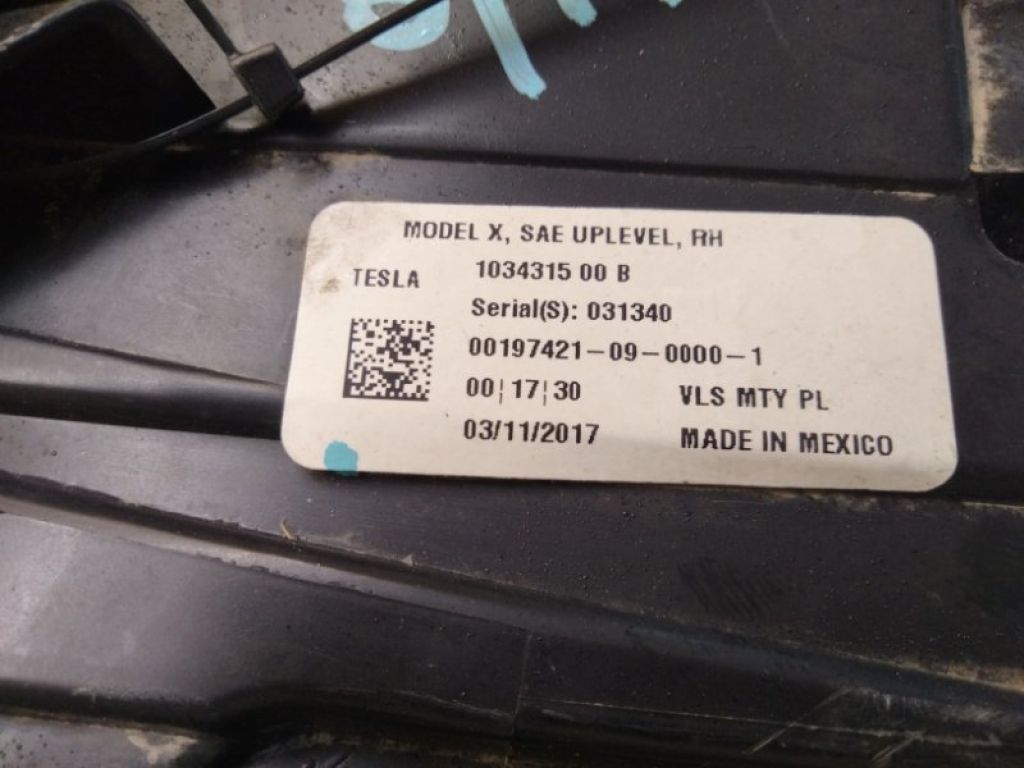 MODEL X, SAE UPLEVEL, RH
TESLA
1034315 00 B
Serial(S): 031340
00197421-09-0000-1
00¦17¦30 VLS MTY PL
03/11/2017 MADE IN MEXICO